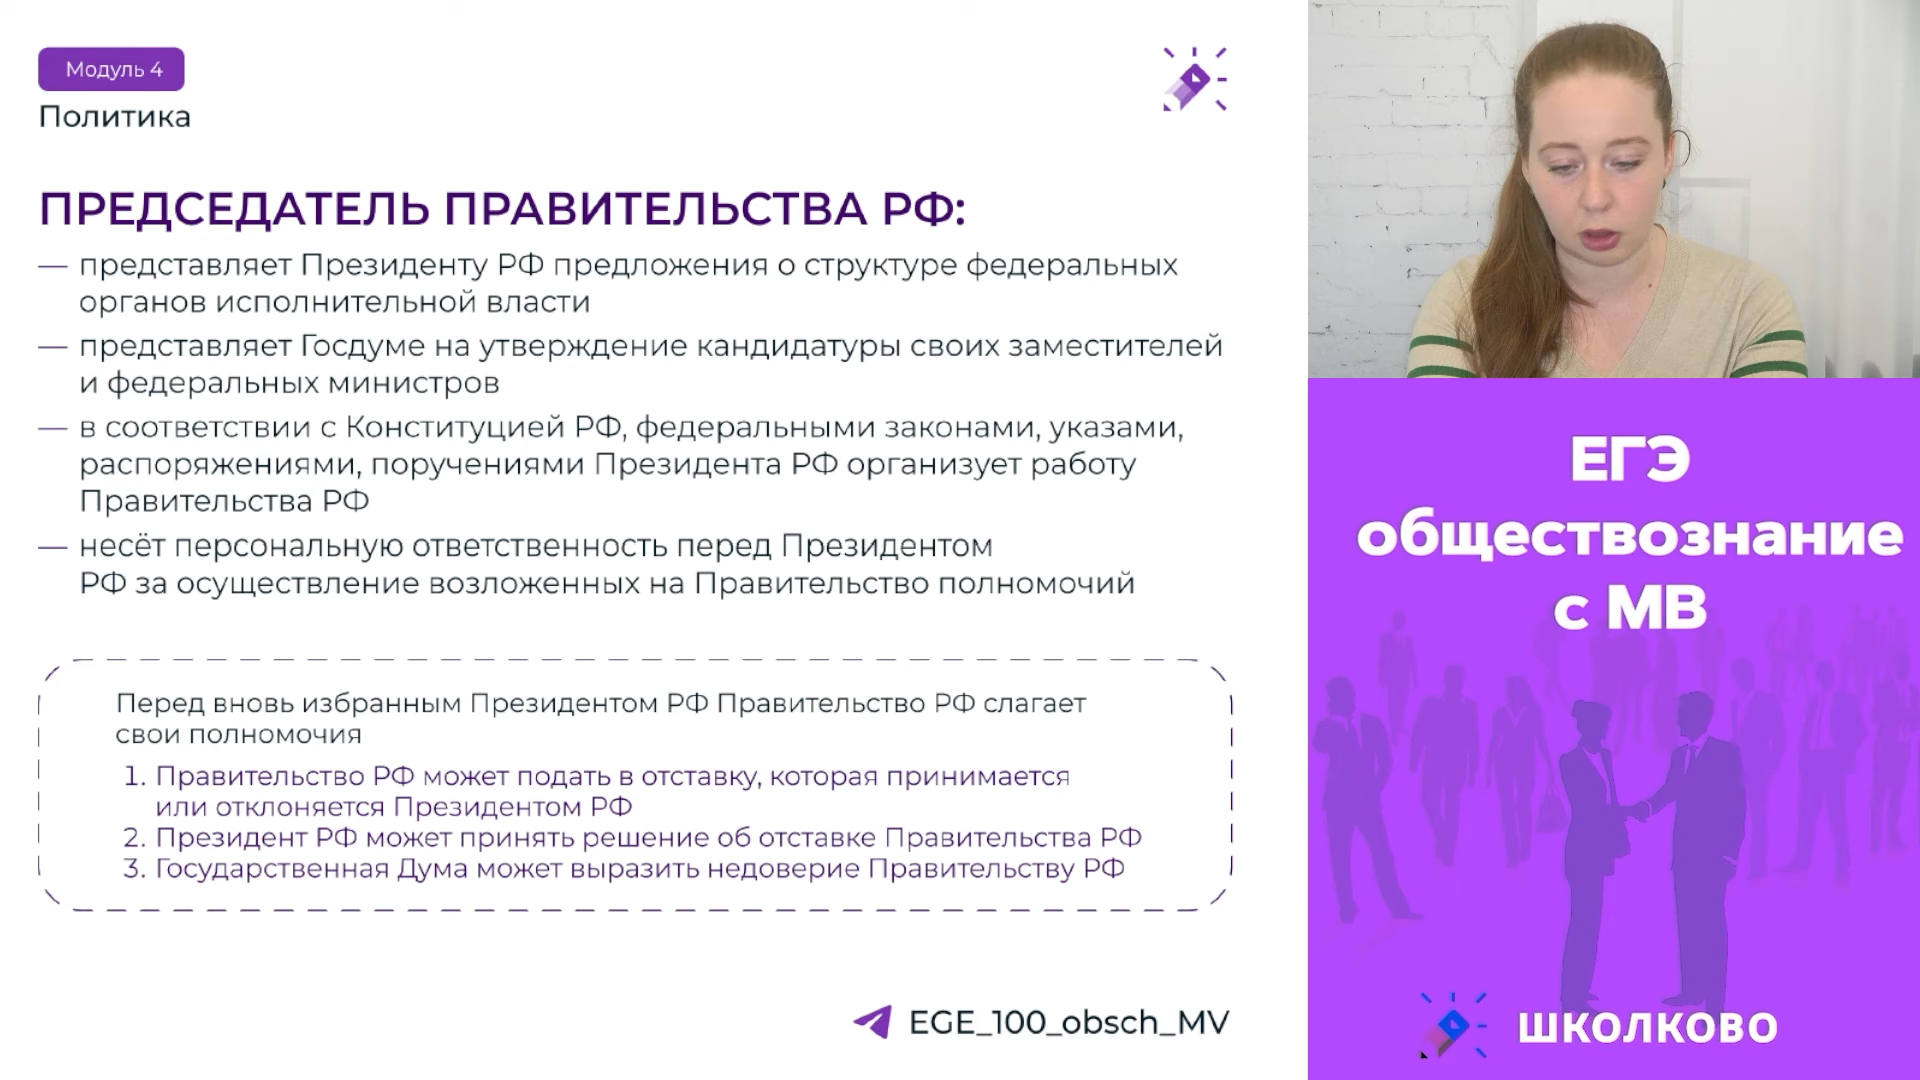 Модуль 4
Политика
ПРЕДСЕДАТЕЛЬ ПРАВИТЕЛЬСТВА РФ:
— представляет Президенту РФ предложения о структуре федеральных
органов исполнительной власти
— представляет Госдуме на утверждение кандидатуры своих заместителей
и федеральных министров
— в соответствии с Конституцией РФ, федеральными законами, указами,
распоряжениями, поручениями Президента РФ организует работу
Правительства РФ
— несёт персональную ответственность перед Президентом
РФ за осуществление возложенных на Правительство полномочий
Перед вновь избранным Президентом РФ Правительство РФ слагает
свои полномочия
1. Правительство РФ может подать в отставку, которая принимается
или отклоняется Президентом РФ
2. Президент РФ может принять решение об отставке Правительства РФ
3. Государственная Дума может выразить недоверие Правительству РФ
EGE_100_obsch_MV
ЕГЭ
обществознание
с МВ
ШКОЛКОВО